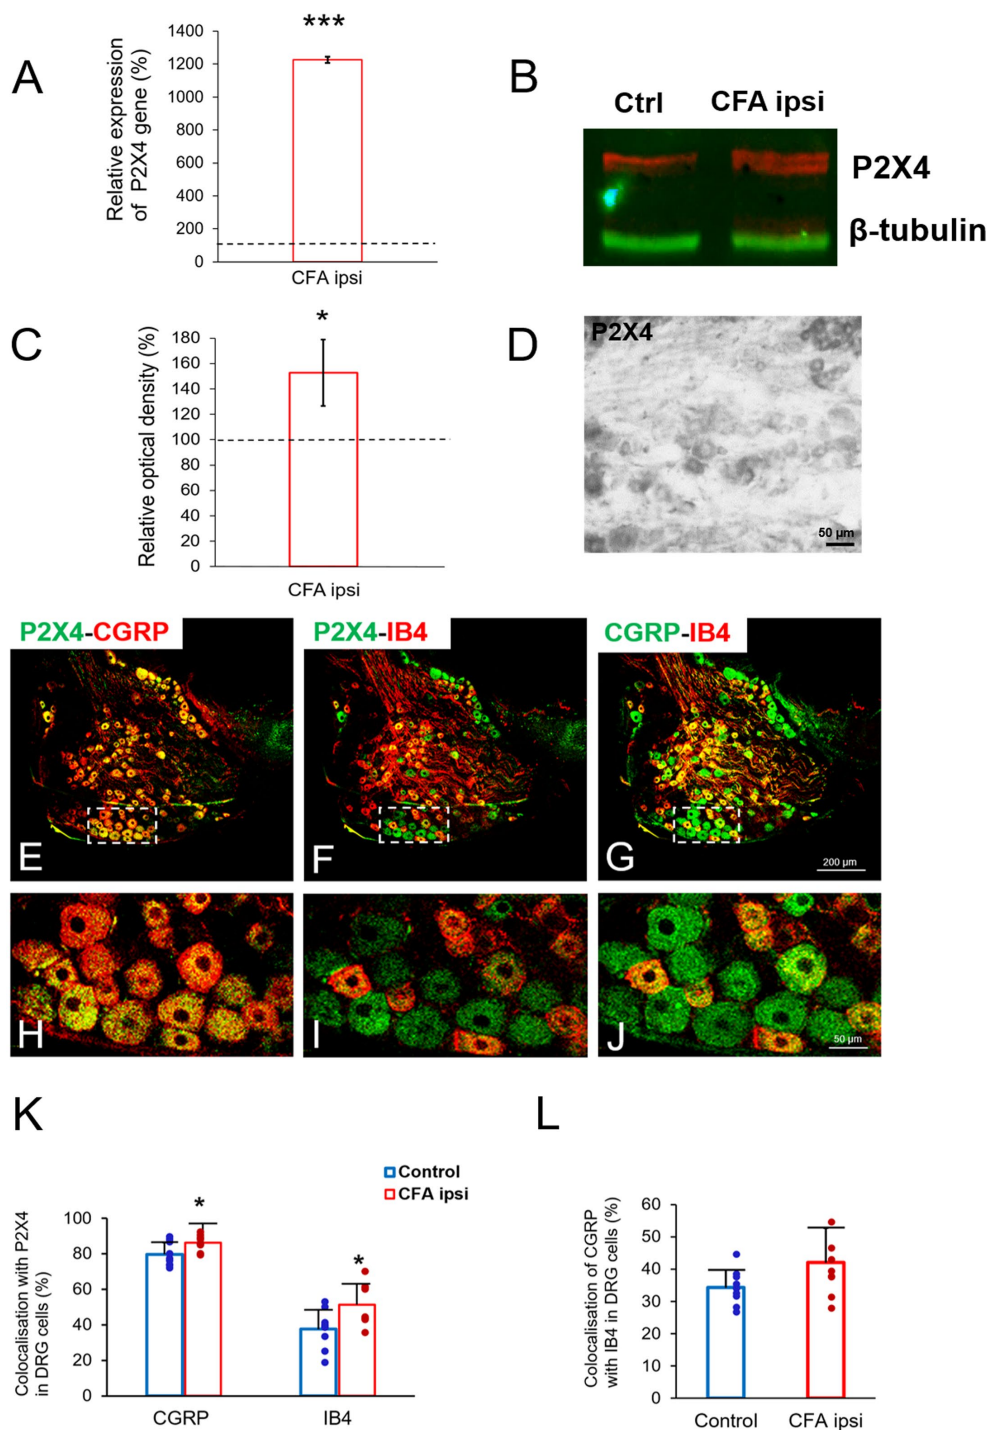 A
Relative expression
of P2X4 gene (%)
***
1400
1200
1000
800
600
400
200
0
CFA ipsi
B
Ctrl
CFA ipsi
P2X4
β-tubulin
C
Relative optical density (%)
*
180
160
140
120
100
80
60
40
20
0
CFA ipsi
D
P2X4
50 µm
P2X4-CGRP
P2X4-IB4
CGRP-IB4
E
F
G
200 µm
H
I
J
50 µm
K
Control
CFA ipsi
Colocalisation with P2X4
in DRG cells (%)
100
80
60
40
20
0
*
*
CGRP
IB4
L
Colocalisation of CGRP
with IB4 in DRG cells (%)
60
50
40
30
20
10
0
Control
CFA ipsi